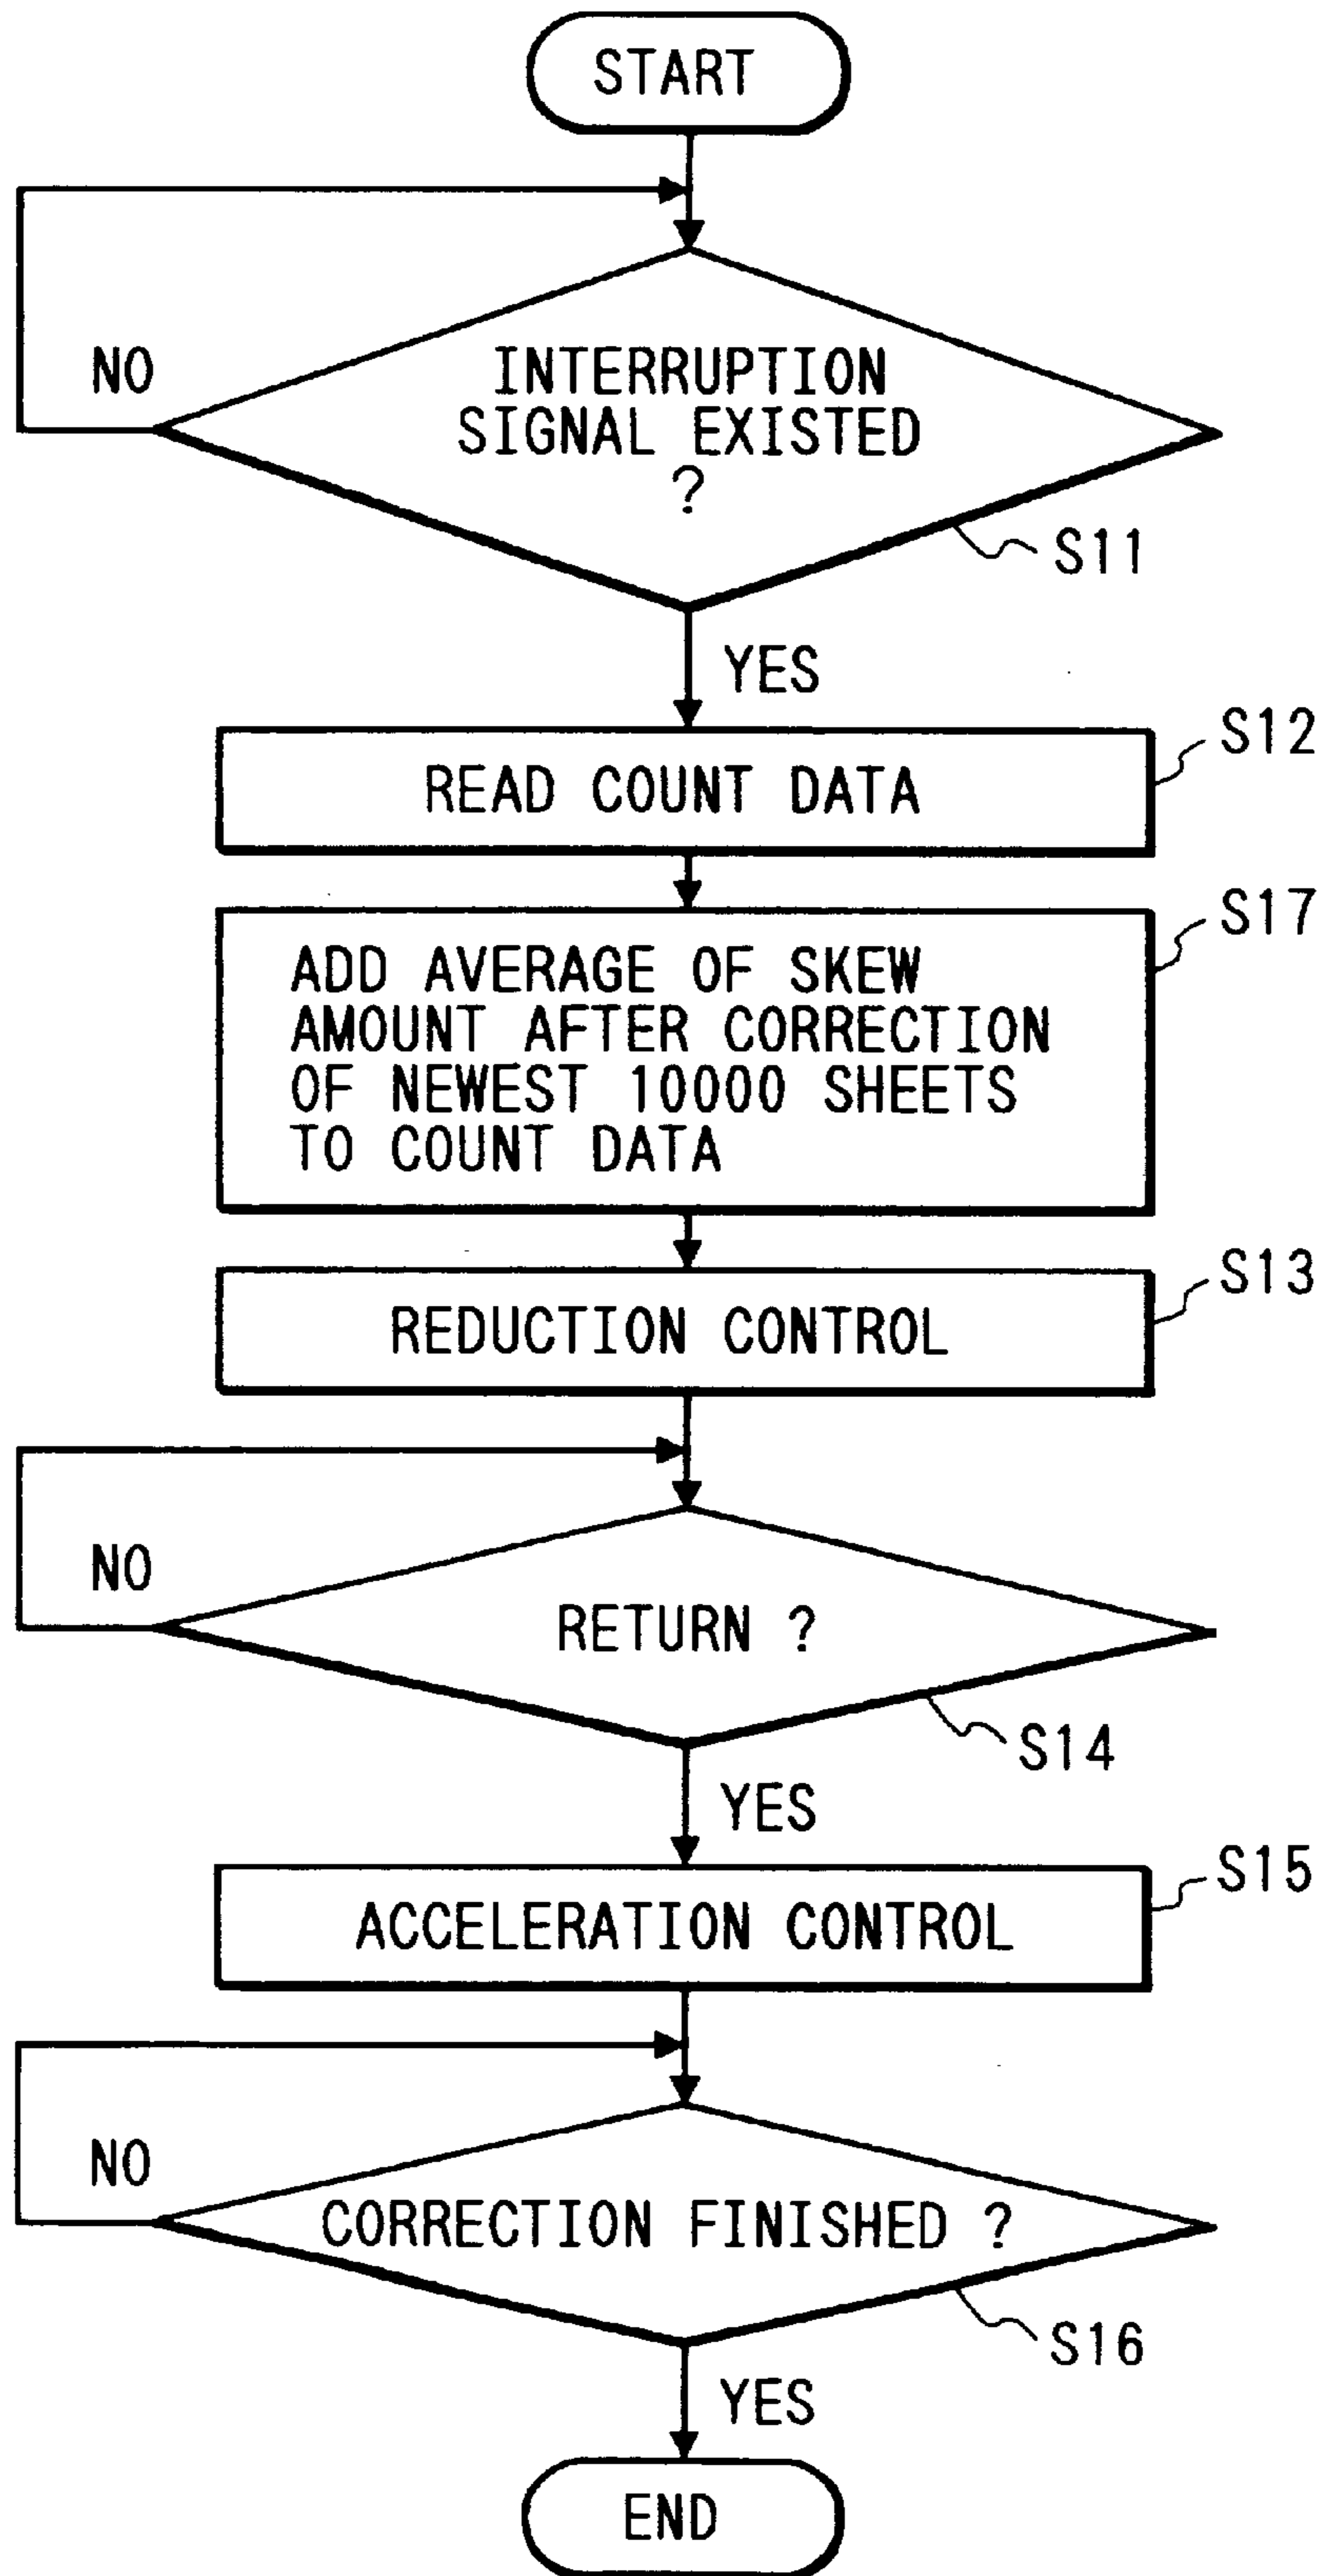 START
NO
INTERRUPTION
SIGNAL EXISTED
?
S11
YES
S12
READ COUNT DATA
S17
ADD AVERAGE OF SKEW
AMOUNT AFTER CORRECTION
OF NEWEST 10000 SHEETS
TO COUNT DATA
S13
REDUCTION CONTROL
NO
RETURN ?
S14
YES
S15
ACCELERATION CONTROL
NO
CORRECTION FINISHED ?
S16
YES
END